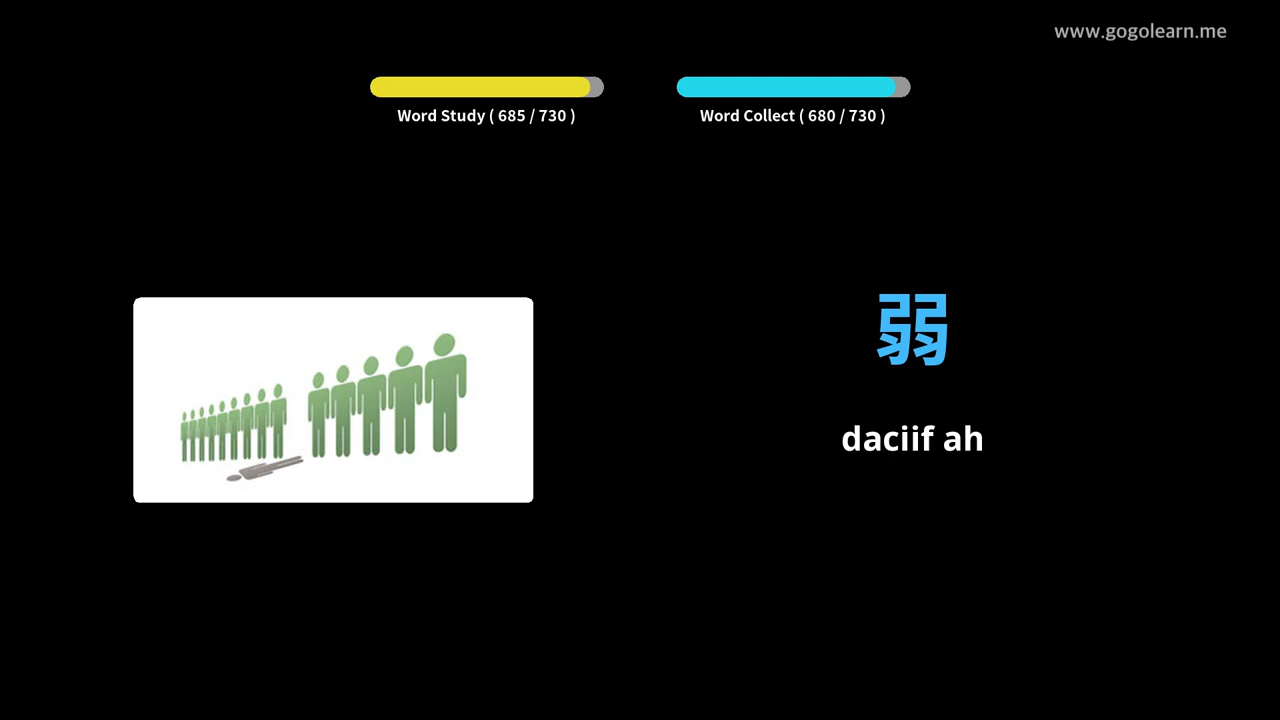 www.gogolearn.me
Word Study ( 685 / 730 )
Word Collect ( 680 / 730 )
弱
daciif ah